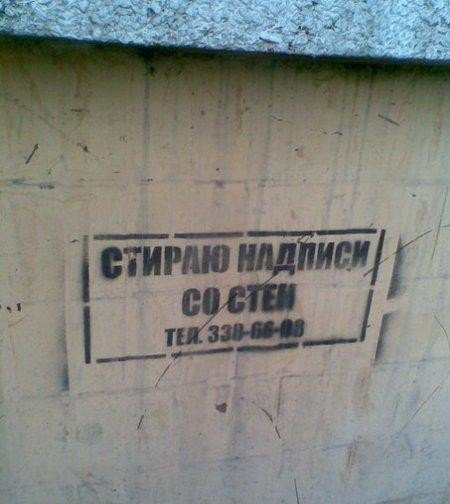 СТИРАЮ НАДПИСИ
СО СТЕН
ТЕЛ. 338-66-08